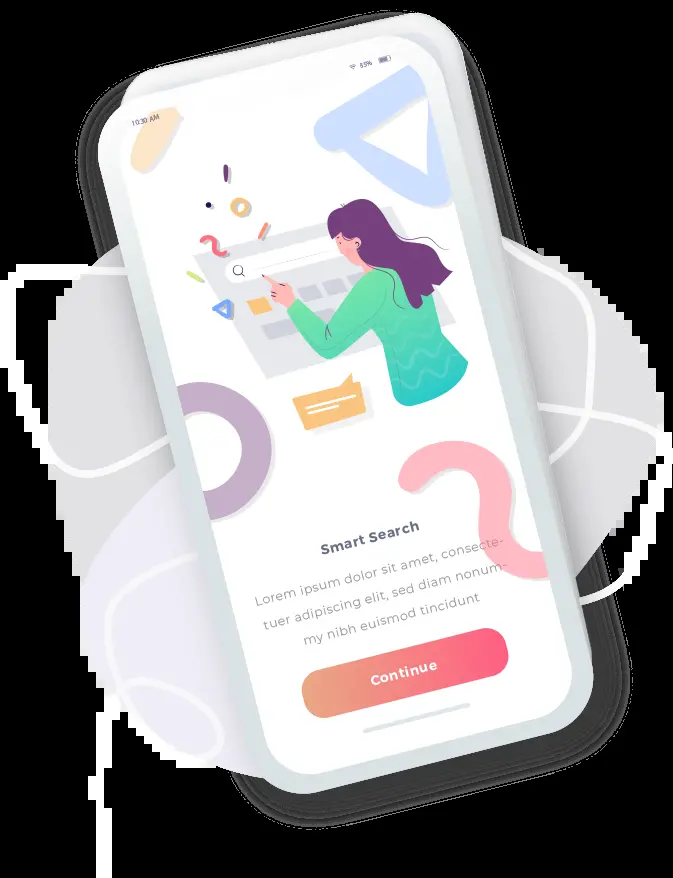 10:30 AM
85%
Smart Search
Lorem ipsum dolor sit amet, consecte-
tuer adipiscing elit, sed diam nonum-
my nibh euismod tincidunt
Continue